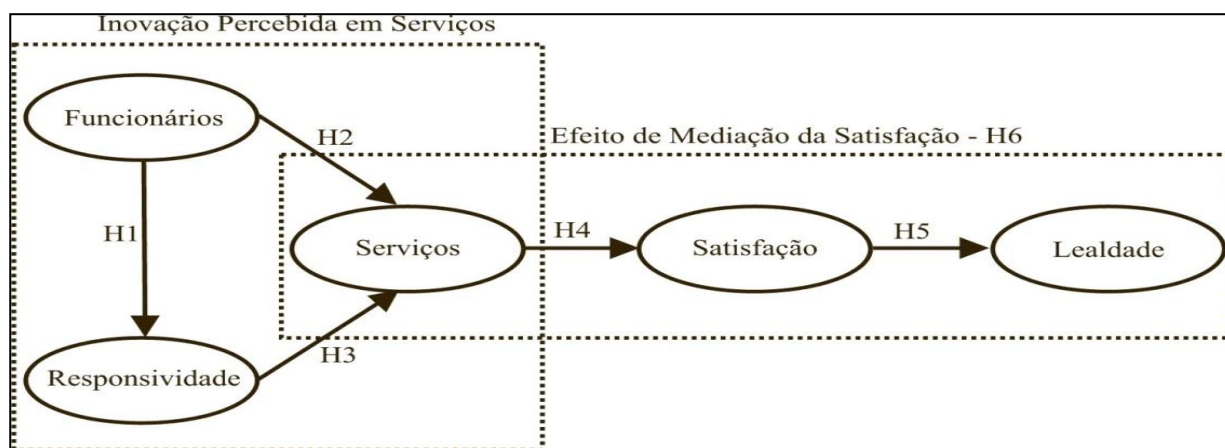 Inovação Percebida em Serviços
Funcionários
H2
Efeito de Mediação da Satisfação - H6
H1
Serviços
H4
Satisfação
H5
Lealdade
H3
Responsividade